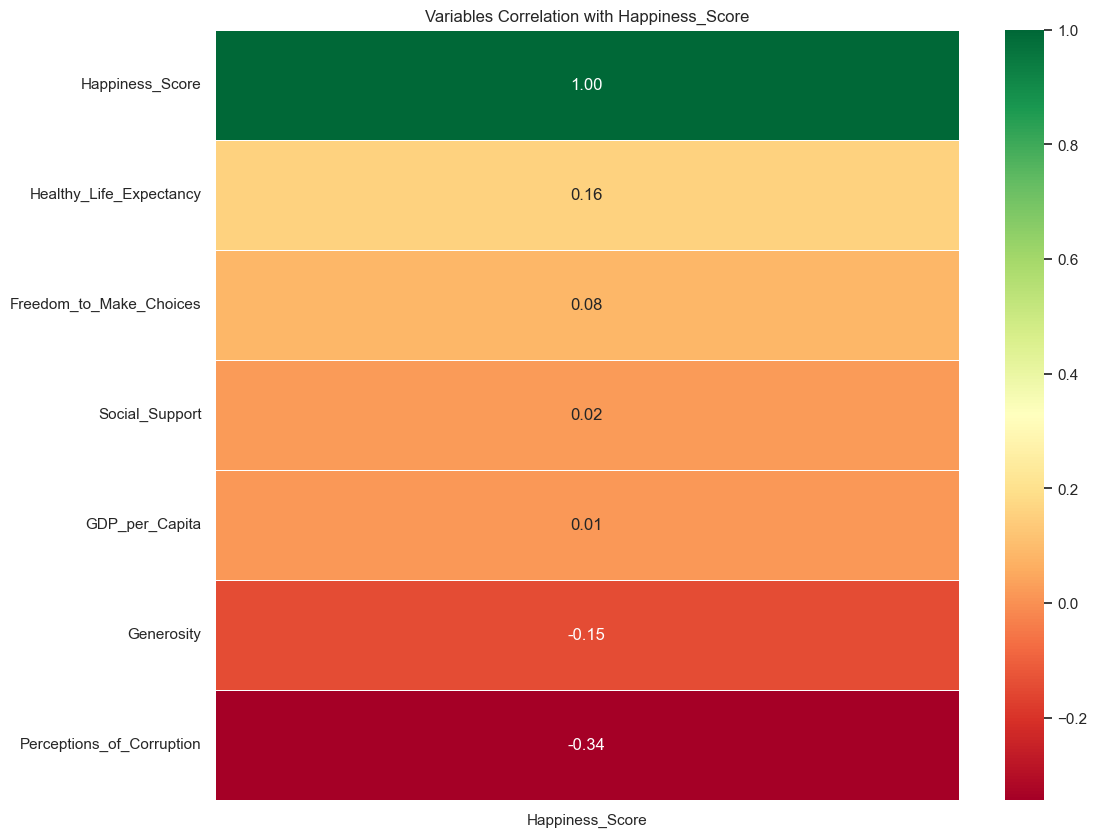 Variables Correlation with Happiness_Score
Happiness_Score
1.00
Healthy_Life_Expectancy
0.16
Freedom_to_Make_Choices
0.08
Social_Support
0.02
GDP_per_Capita
0.01
Generosity
-0.15
Perceptions_of_Corruption
-0.34
Happiness_Score
1.0
0.8
0.6
0.4
0.2
0.0
−0.2